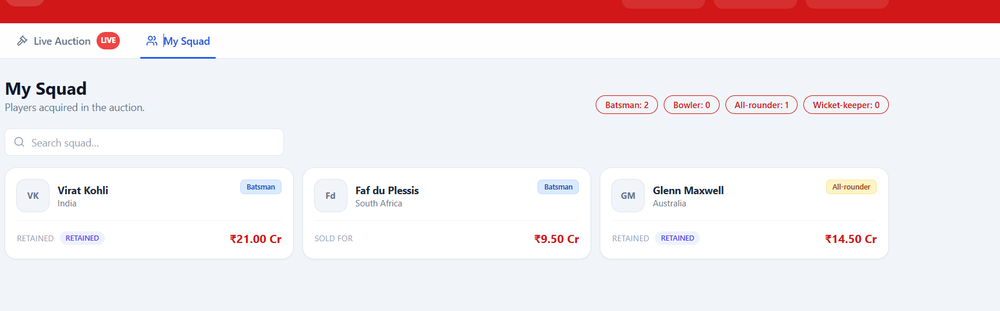 Live Auction LIVE My Squad
My Squad
Players acquired in the auction.
Batsman: 2 Bowler: 0 All-rounder: 1 Wicket-keeper: 0
Search squad...
VK Virat Kohli Batsman
India
RETAINED RETAINED ₹21.00 Cr
Fd Faf du Plessis Batsman
South Africa
SOLD FOR ₹9.50 Cr
GM Glenn Maxwell All-rounder
Australia
RETAINED RETAINED ₹14.50 Cr